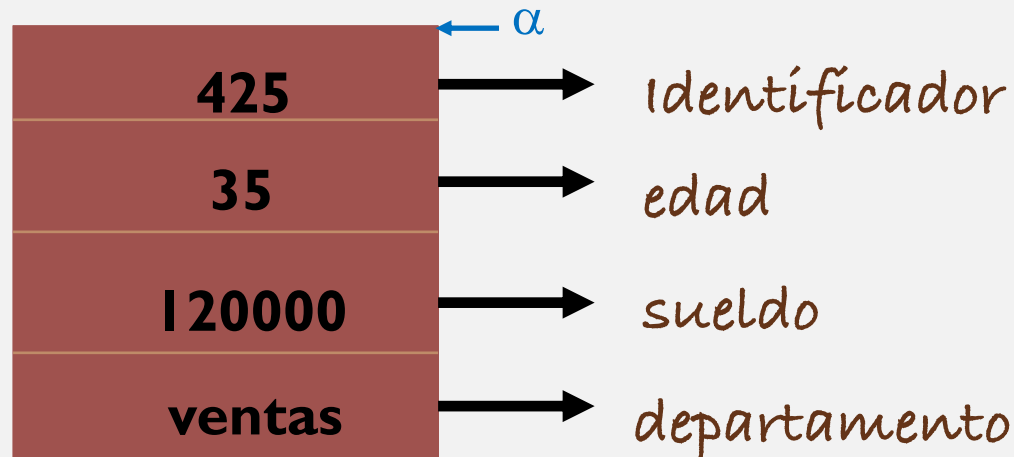 α
425 Identificador
35 edad
120000 sueldo
ventas departamento